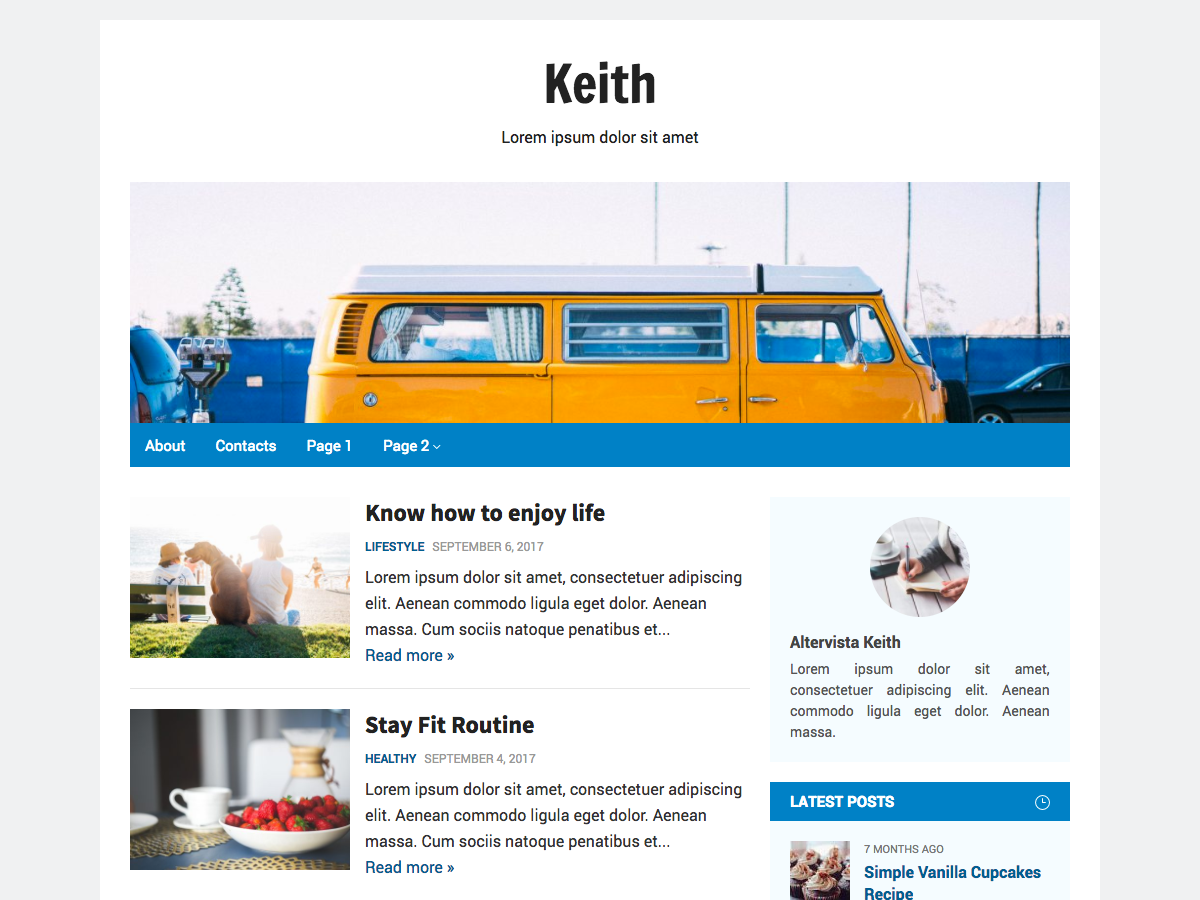 Keith
Lorem ipsum dolor sit amet
About Contacts Page 1 Page 2
Know how to enjoy life
LIFESTYLE SEPTEMBER 6, 2017
Lorem ipsum dolor sit amet, consectetuer adipiscing
elit. Aenean commodo ligula eget dolor. Aenean
massa. Cum sociis natoque penatibus et...
Read more »
Stay Fit Routine
HEALTHY SEPTEMBER 4, 2017
Lorem ipsum dolor sit amet, consectetuer adipiscing
elit. Aenean commodo ligula eget dolor. Aenean
massa. Cum sociis natoque penatibus et...
Read more »
Altervista Keith
Lorem ipsum dolor sit amet,
consectetuer adipiscing elit. Aenean
commodo ligula eget dolor. Aenean
massa.
LATEST POSTS
7 MONTHS AGO
Simple Vanilla Cupcakes
Recipe